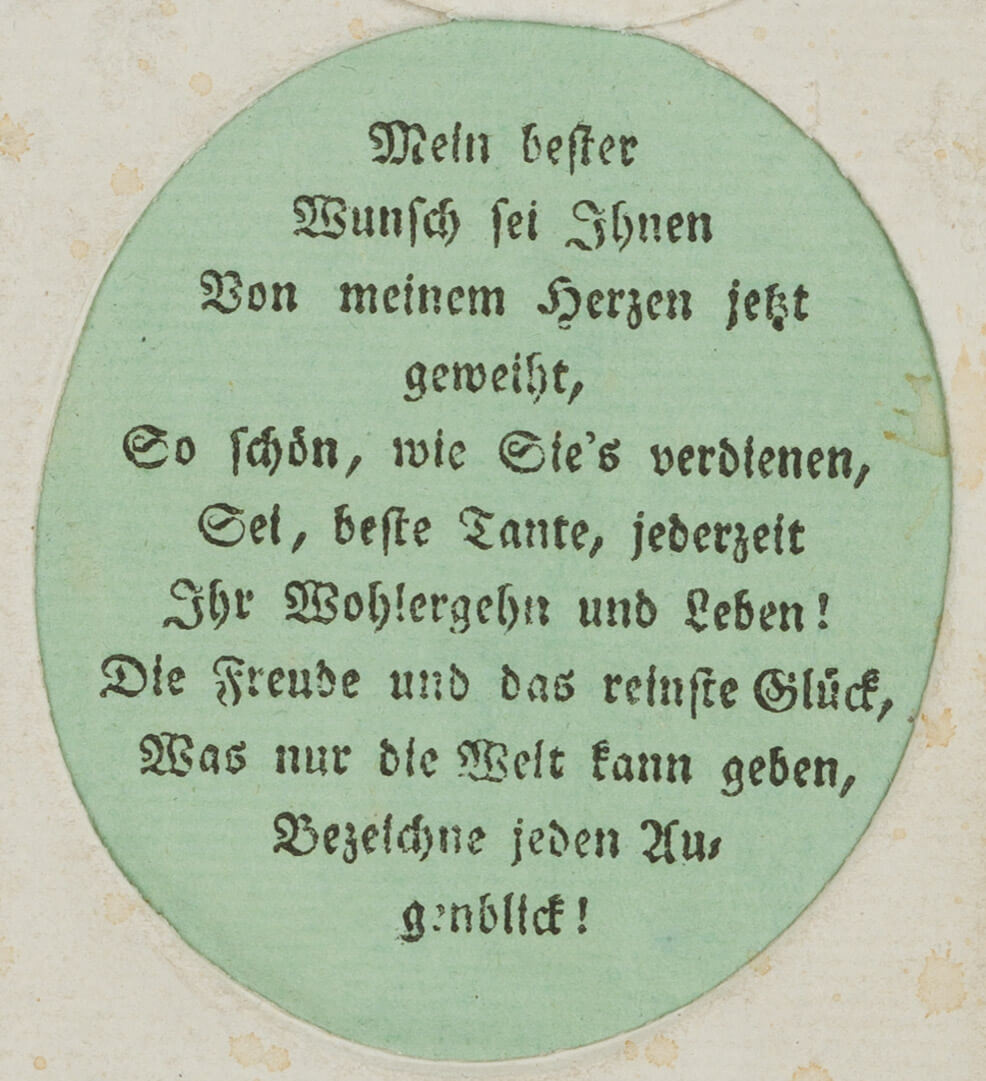 Mein bester
Wunsch sei Ihnen
Von meinem Herzen jetzt
geweiht,
So schön, wie Sie's verdienen,
Sei, beste Tante, jederzeit
Ihr Wohlergehn und Leben!
Die Freude und das reinste Glück,
Was nur die Welt kann geben,
Bezeichne jeden Au-
genblick!